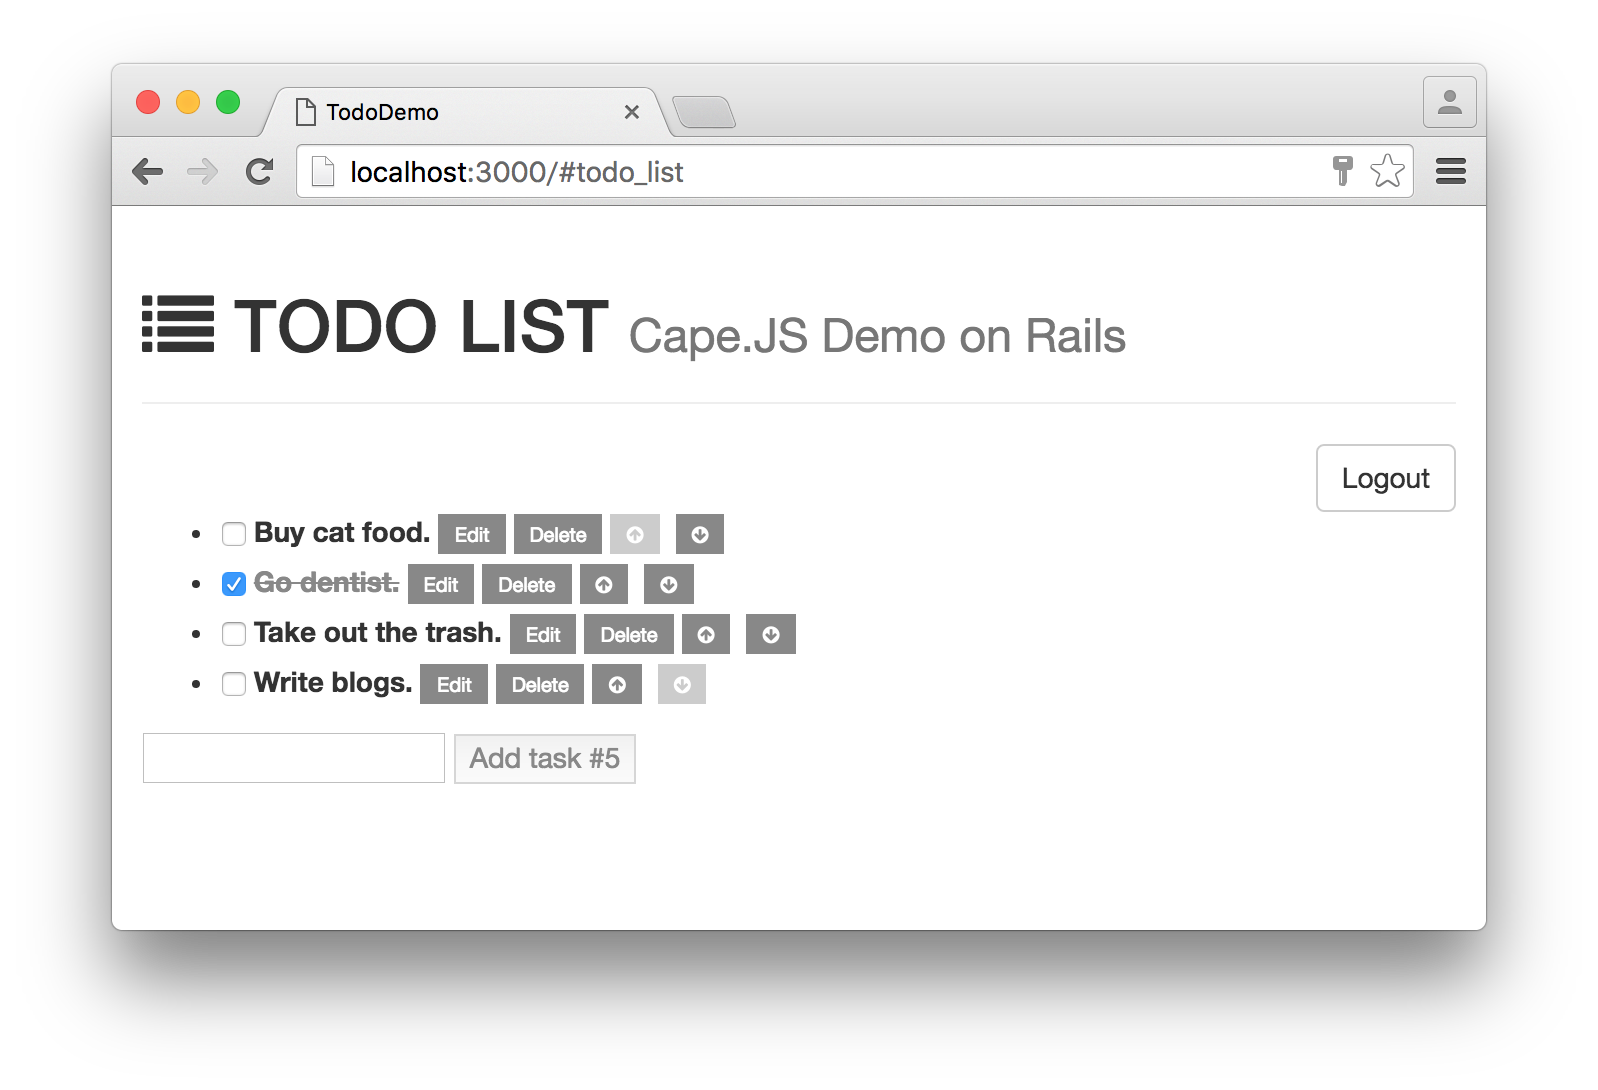 TodoDemo
localhost:3000/#todo_list
TODO LIST Cape.JS Demo on Rails
Logout
Buy cat food. Edit Delete
Go dentist. Edit Delete
Take out the trash. Edit Delete
Write blogs. Edit Delete
Add task #5